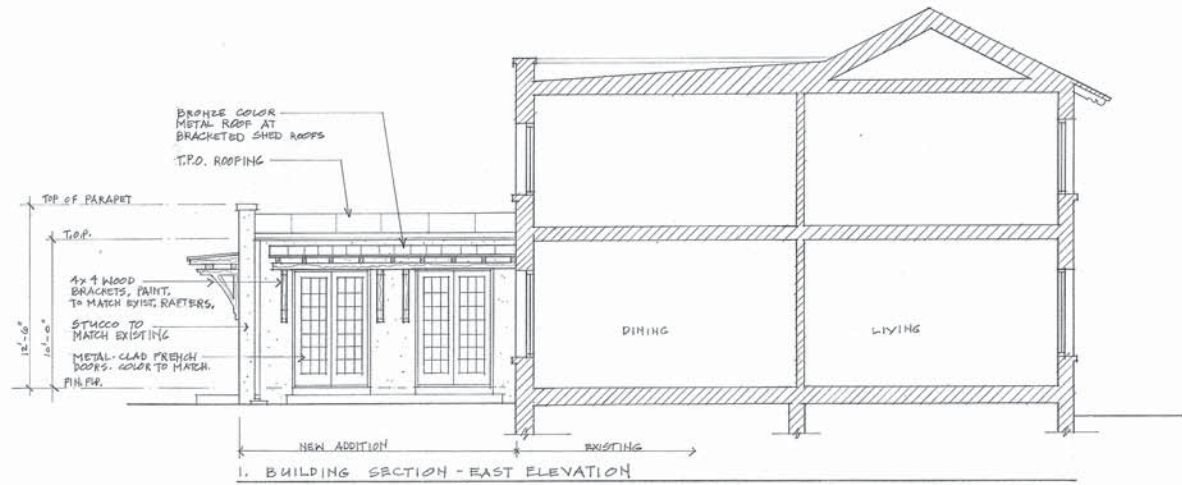 BRONZE COLOR
METAL ROOF AT
BRACKETED SHED ROOFS
T.P.O. ROOFING
TOP OF PARAPET
T.O.P.
4x4 WOOD
BRACKETS, PAINT.
TO MATCH EXIST. RAFTERS.
STUCCO TO
MATCH EXISTING
METAL-CLAD FRENCH
DOORS. COLOR TO MATCH.
12'-6"
10'-0"
FIN. FLR.
DINING
LIVING
NEW ADDITION
EXISTING
1. BUILDING SECTION - EAST ELEVATION